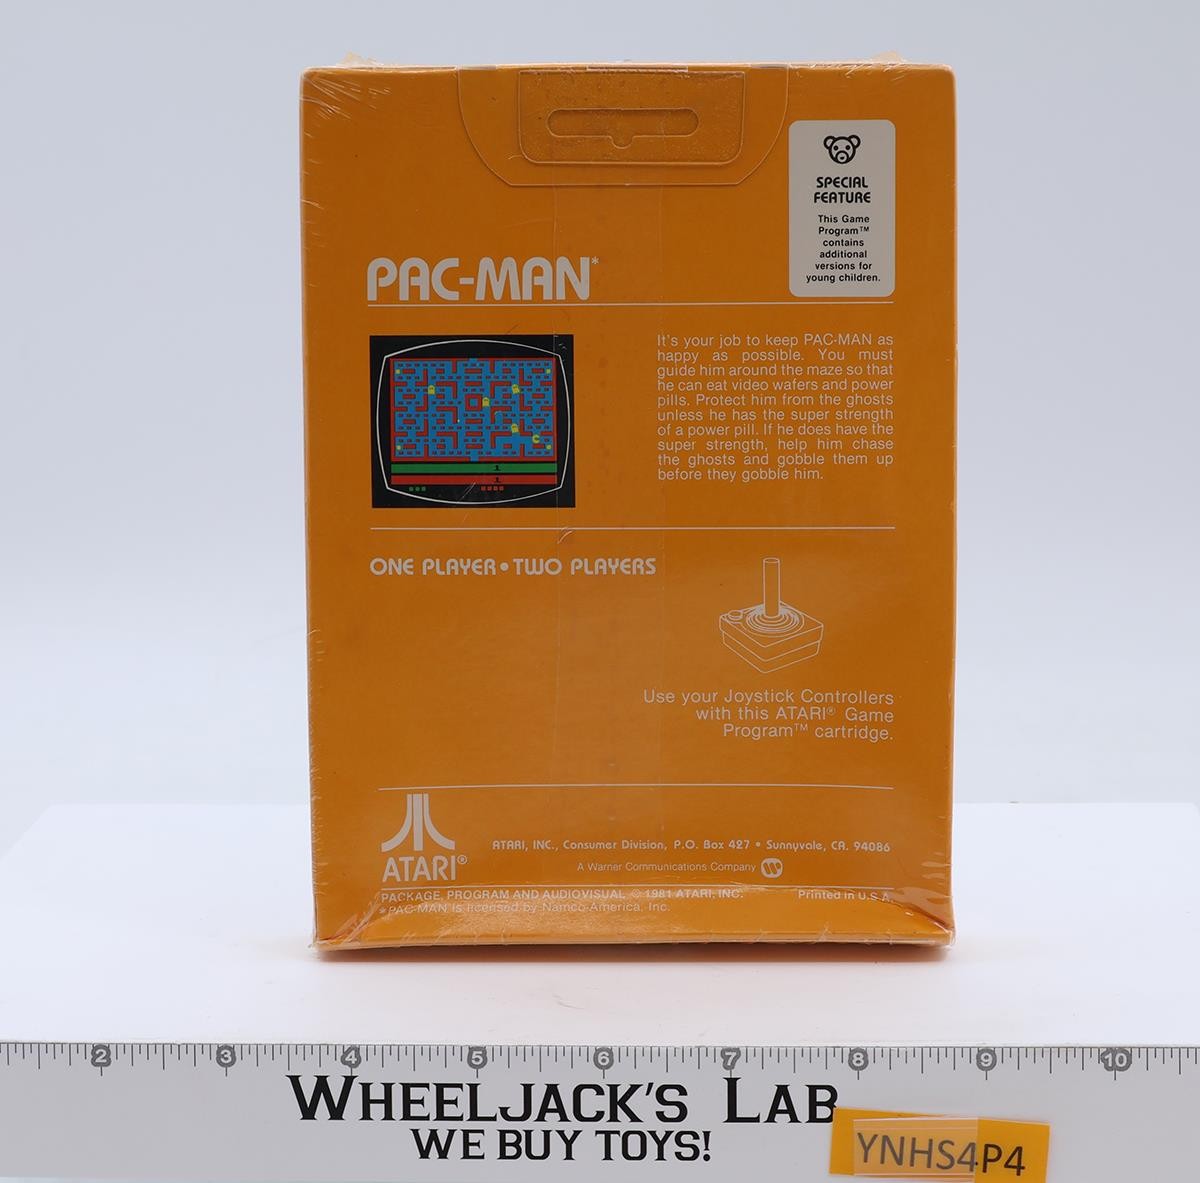 SPECIAL
FEATURE
This Game
Program™
contains
additional
versions for
young children.
PAC-MAN*
It's your job to keep PAC-MAN as
happy as possible. You must
guide him around the maze so that
he can eat video wafers and power
pills. Protect him from the ghosts
unless he has the super strength
of a power pill. If he does have the
super strength, help him chase
the ghosts and gobble them up
before they gobble him.
1
1
ONE PLAYER • TWO PLAYERS
Use your Joystick Controllers
with this ATARI® Game
Program™ cartridge.
ATARI®
ATARI, INC., Consumer Division, P.O. Box 427 • Sunnyvale, CA. 94086
A Warner Communications Company
PACKAGE, PROGRAM AND AUDIOVISUAL © 1981 ATARI, INC. Printed in U.S.A.
*PAC-MAN is licensed by Namco-America, Inc.
2 3 4 5 6 7 8 9 10
WHEELJACK'S LAB
WE BUY TOYS!
YNHS4P4